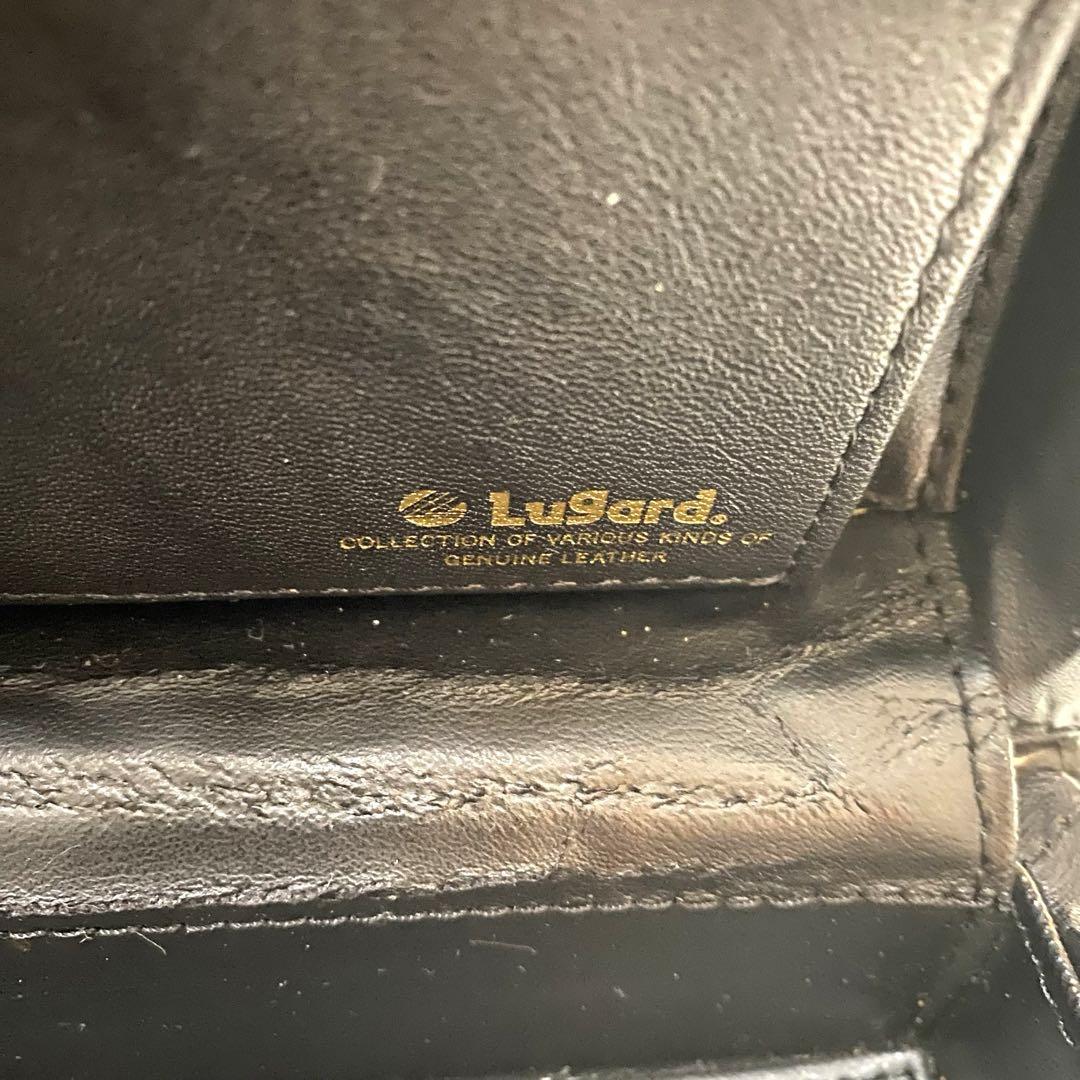 Lugard.
COLLECTION OF VARIOUS KINDS OF
GENUINE LEATHER